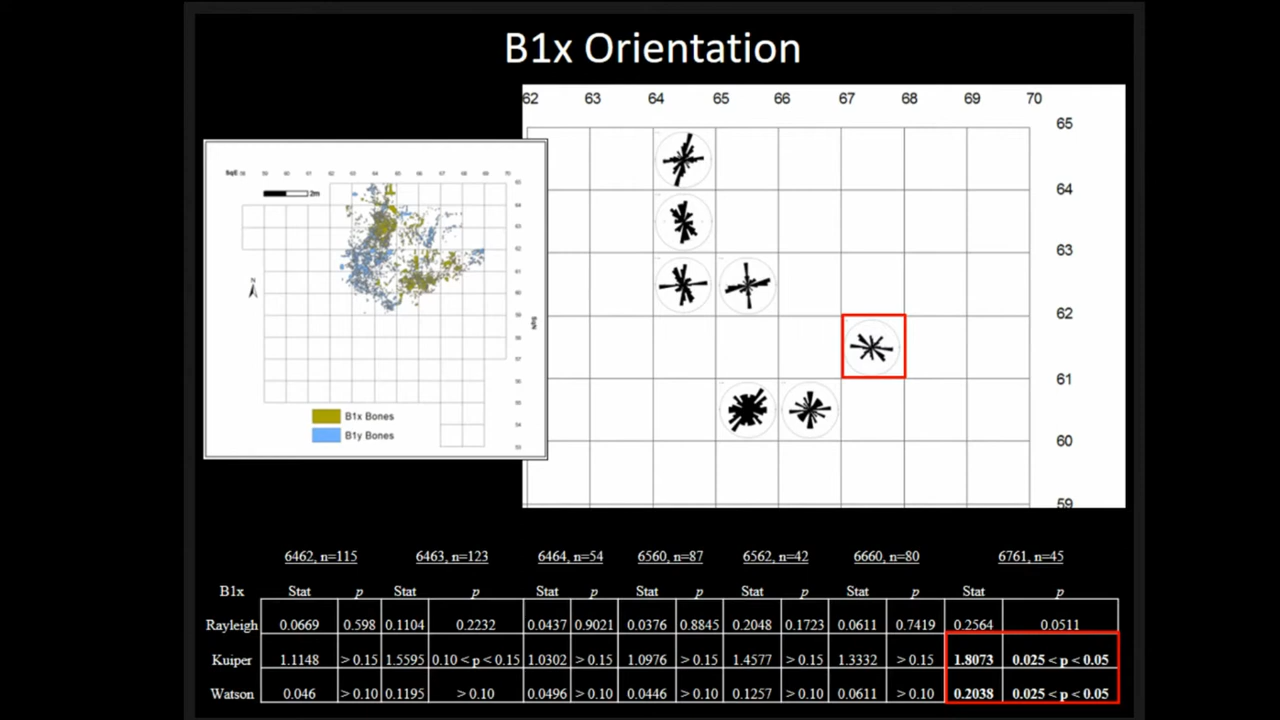 B1x Orientation
62 63 64 65 66 67 68 69 70
65
64
63
62
61
60
59
2m
N
B1x Bones
B1y Bones
6462, n=115 6463, n=123 6464, n=54 6560, n=87 6562, n=42 6660, n=80 6761, n=45
B1x Stat p Stat p Stat p Stat p Stat p Stat p Stat p
Rayleigh 0.0669 0.598 0.1104 0.2232 0.0437 0.9021 0.0376 0.8845 0.2048 0.1723 0.0611 0.7419 0.2564 0.0511
Kuiper 1.1148 > 0.15 1.5595 0.10 < p < 0.15 1.0302 > 0.15 1.0976 > 0.15 1.4577 > 0.15 1.3332 > 0.15 1.8073 0.025 < p < 0.05
Watson 0.046 > 0.10 0.1195 > 0.10 0.0496 > 0.10 0.0446 > 0.10 0.1257 > 0.10 0.0611 > 0.10 0.2038 0.025 < p < 0.05